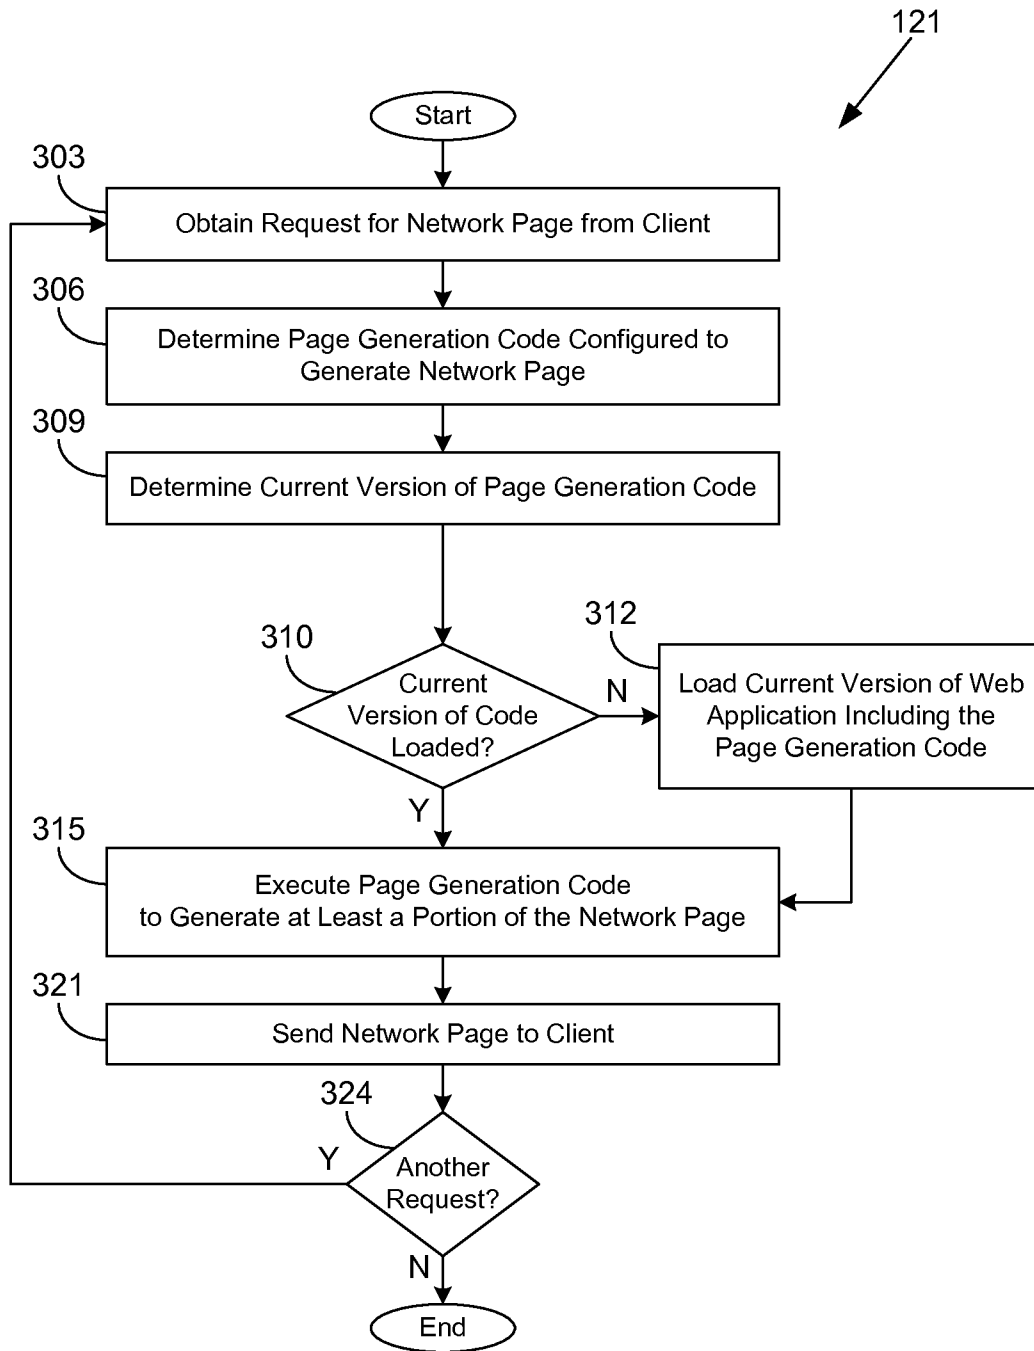 121
Start
303
Obtain Request for Network Page from Client
306
Determine Page Generation Code Configured to
Generate Network Page
309
Determine Current Version of Page Generation Code
310
Current
Version of Code
Loaded?
N
312
Load Current Version of Web
Application Including the
Page Generation Code
Y
315
Execute Page Generation Code
to Generate at Least a Portion of the Network Page
321
Send Network Page to Client
324
Y
Another
Request?
N
End